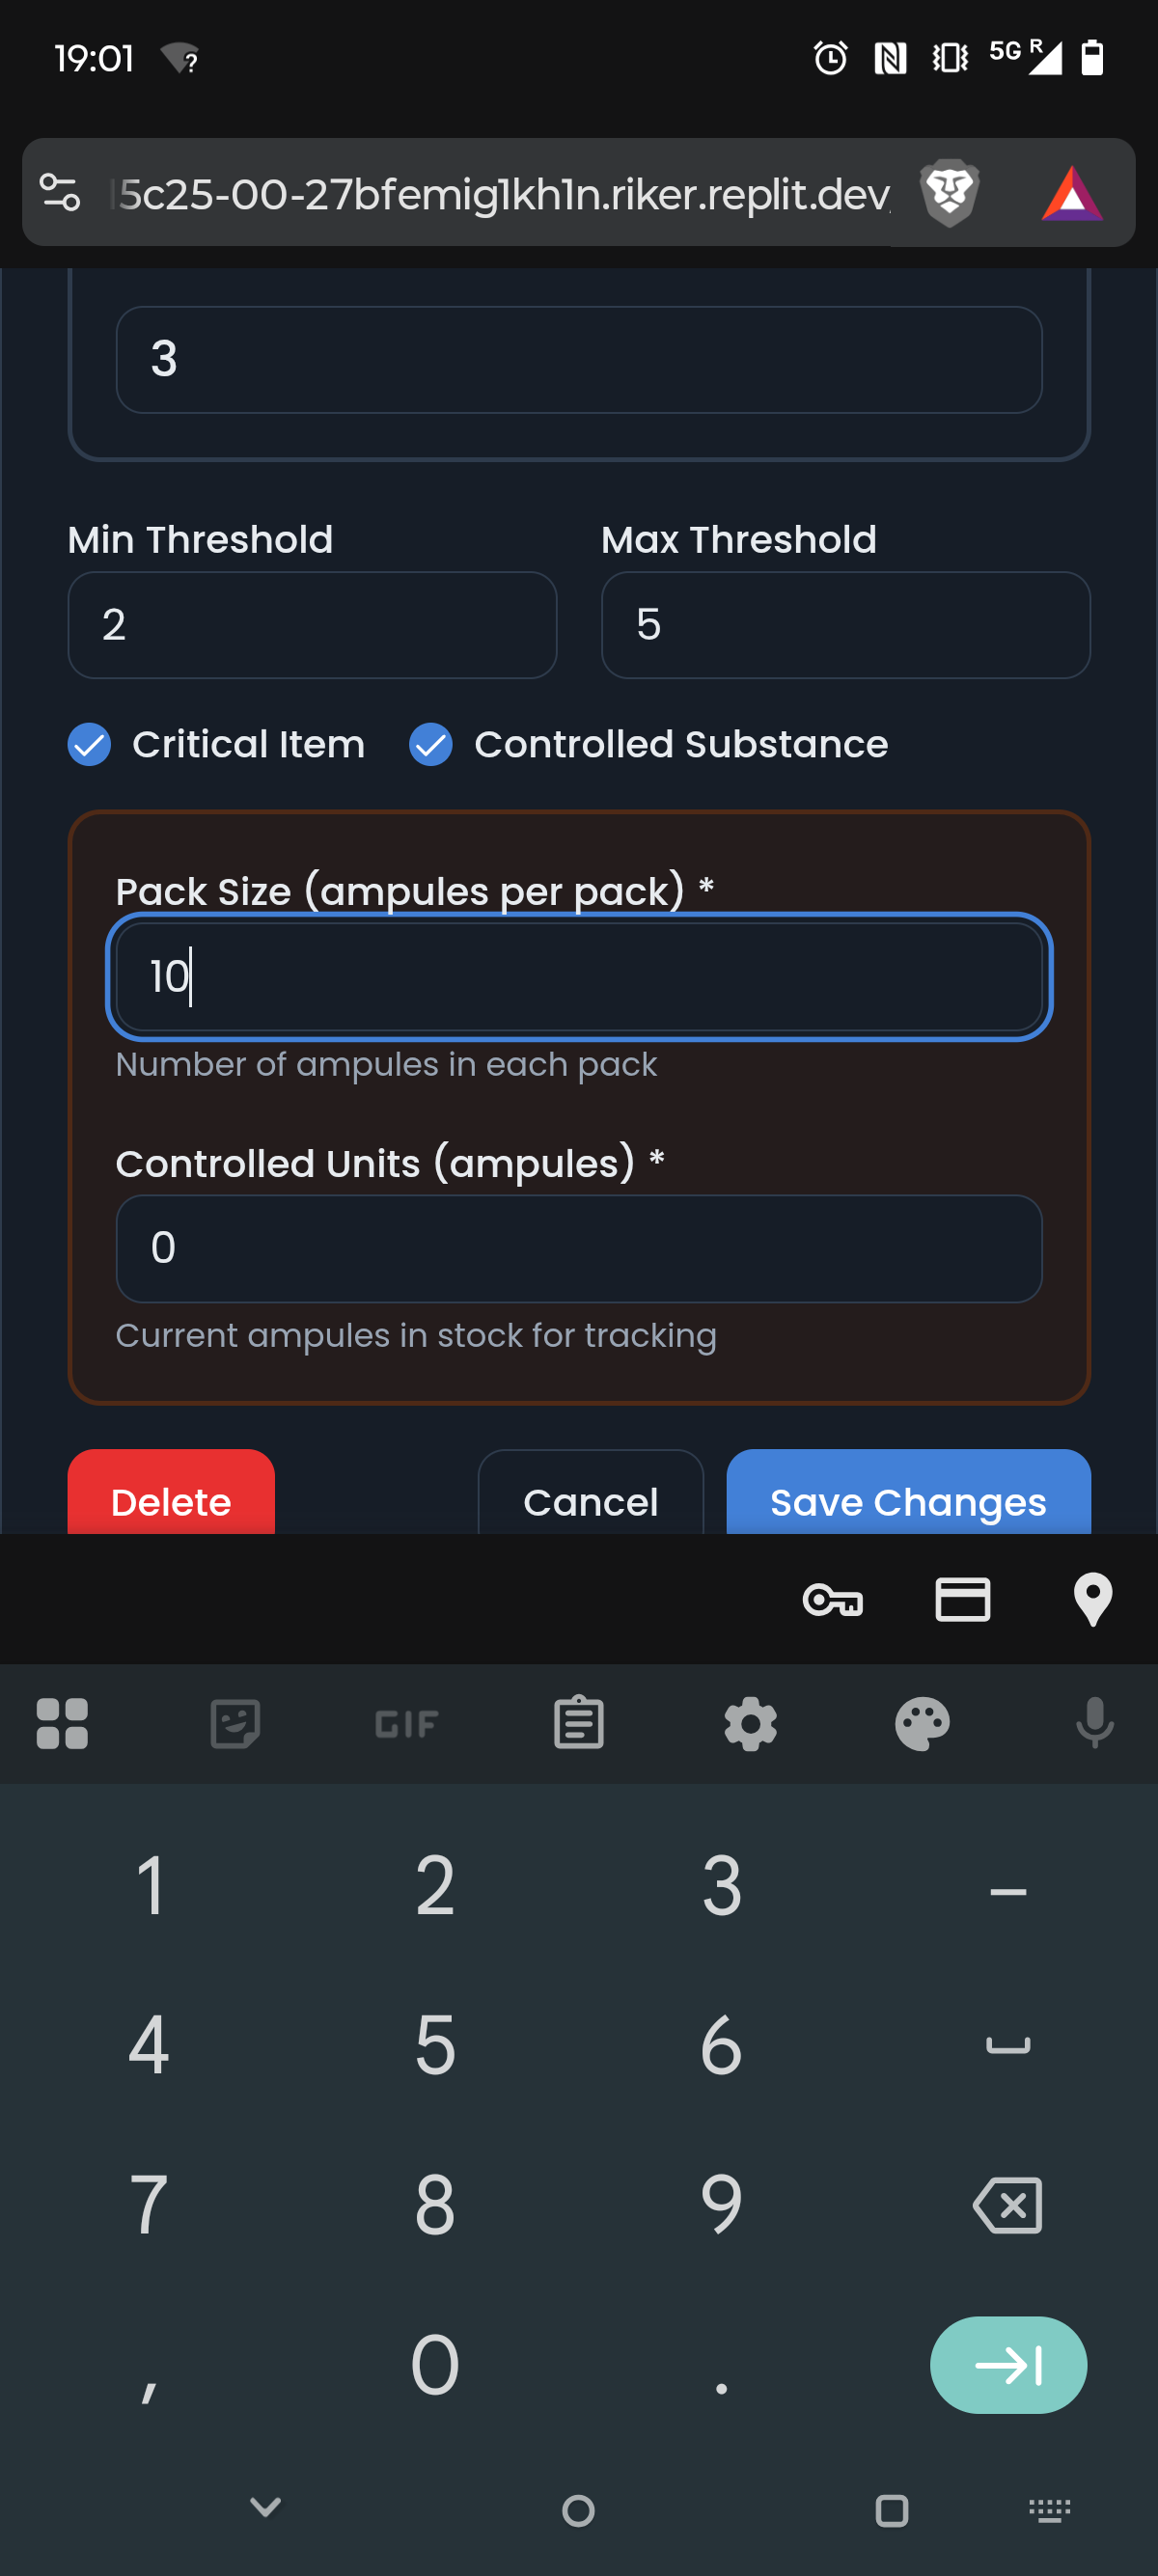 19:01
?
5G R
5c25-00-27bfemig1kh1n.riker.replit.dev
3
Min Threshold Max Threshold
2 5
Critical Item Controlled Substance
Pack Size (ampules per pack) *
10
Number of ampules in each pack
Controlled Units (ampules) *
0
Current ampules in stock for tracking
Delete Cancel Save Changes
GIF
1 2 3 –
4 5 6
7 8 9
, 0 .